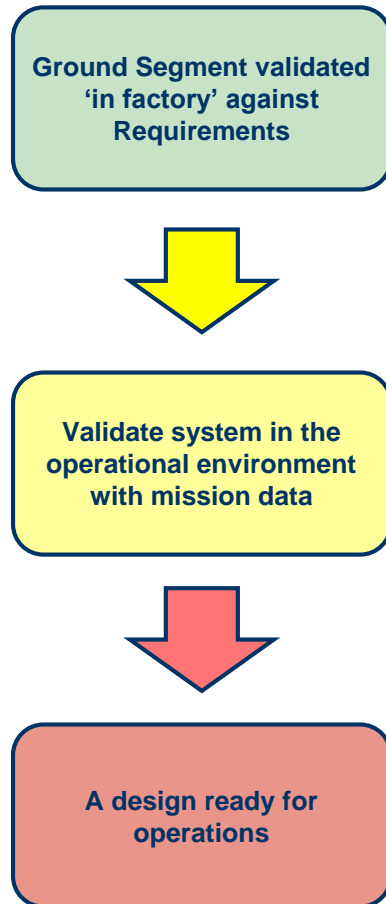 Ground Segment validated
‘in factory’ against
Requirements
Validate system in the
operational environment
with mission data
A design ready for
operations